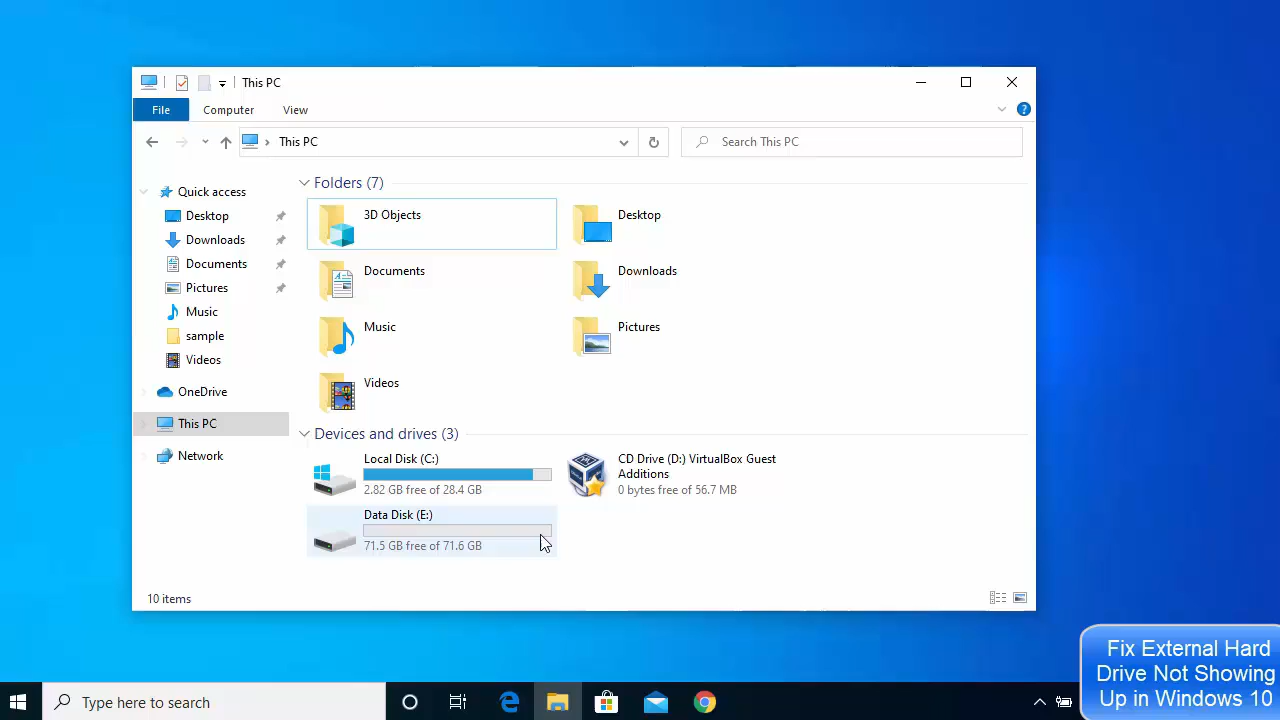 This PC
File
Computer
View
This PC
Search This PC
Quick access
Desktop
Downloads
Documents
Pictures
Music
sample
Videos
OneDrive
This PC
Network
Folders (7)
3D Objects
Desktop
Documents
Downloads
Music
Pictures
Videos
Devices and drives (3)
Local Disk (C:)
2.82 GB free of 28.4 GB
CD Drive (D:) VirtualBox Guest
Additions
0 bytes free of 56.7 MB
Data Disk (E:)
71.5 GB free of 71.6 GB
10 items
Fix External Hard
Drive Not Showing
Up in Windows 10
Type here to search